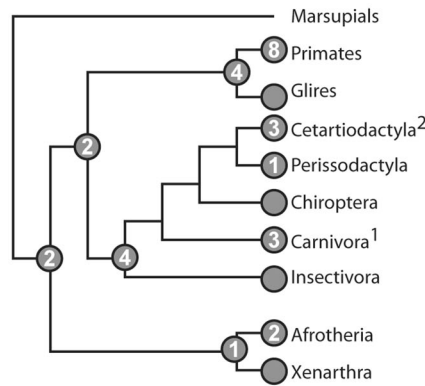 Marsupials
8 Primates
4
Glires
3 Cetartiodactyla²
2
1 Perissodactyla
Chiroptera
3 Carnivora¹
2 4
Insectivora
2 Afrotheria
1
Xenarthra